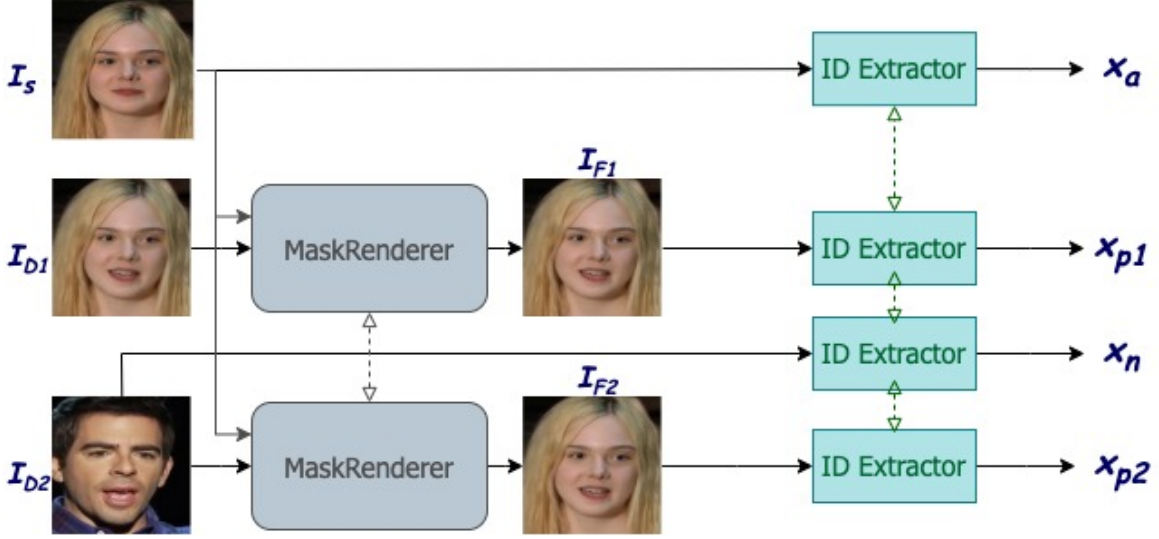 I_s
ID Extractor
x_a
I_F1
I_D1
MaskRenderer
ID Extractor
x_p1
ID Extractor
x_n
I_F2
I_D2
MaskRenderer
ID Extractor
x_p2